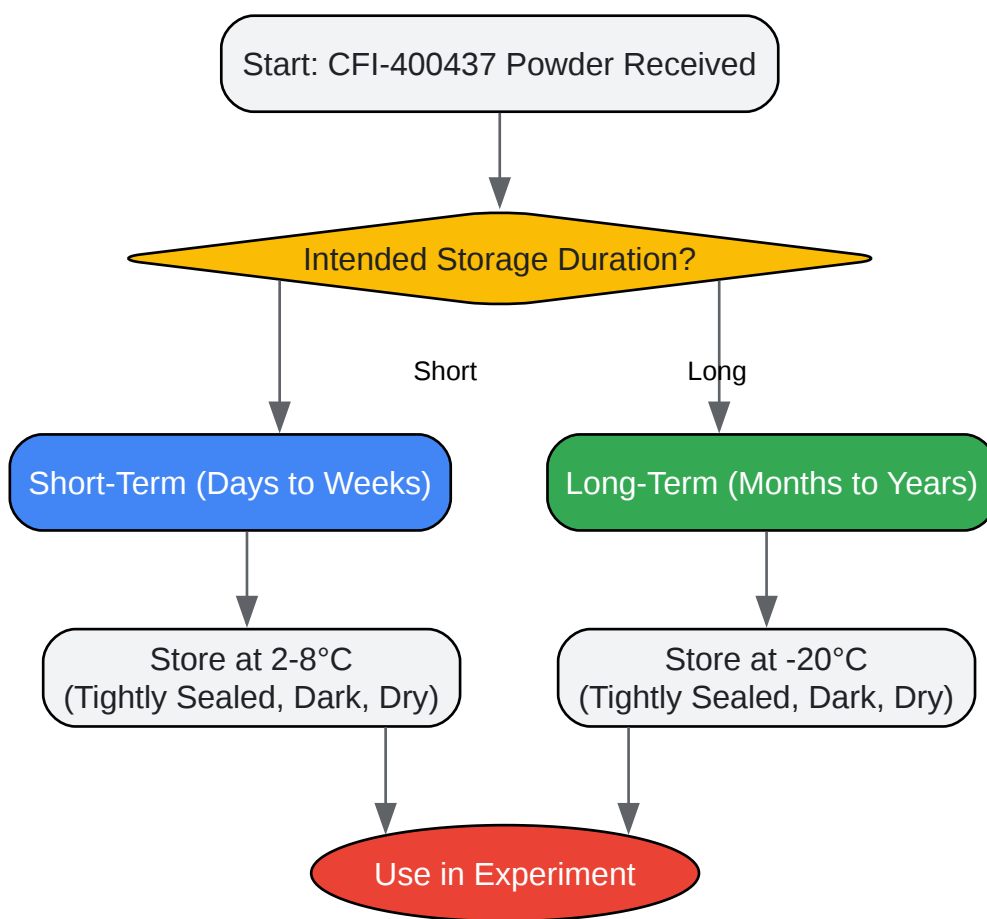 Start: CFI-400437 Powder Received
Intended Storage Duration?
Short
Long
Short-Term (Days to Weeks)
Long-Term (Months to Years)
Store at 2-8°C
(Tightly Sealed, Dark, Dry)
Store at -20°C
(Tightly Sealed, Dark, Dry)
Use in Experiment